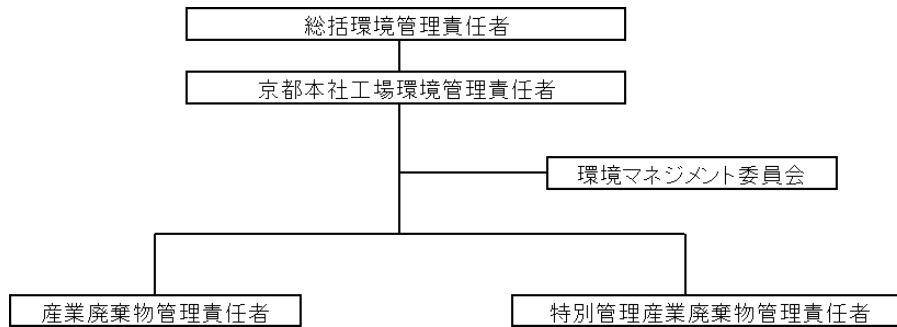 総括環境管理責任者
京都本社工場環境管理責任者
環境マネジメント委員会
産業廃棄物管理責任者
特別管理産業廃棄物管理責任者